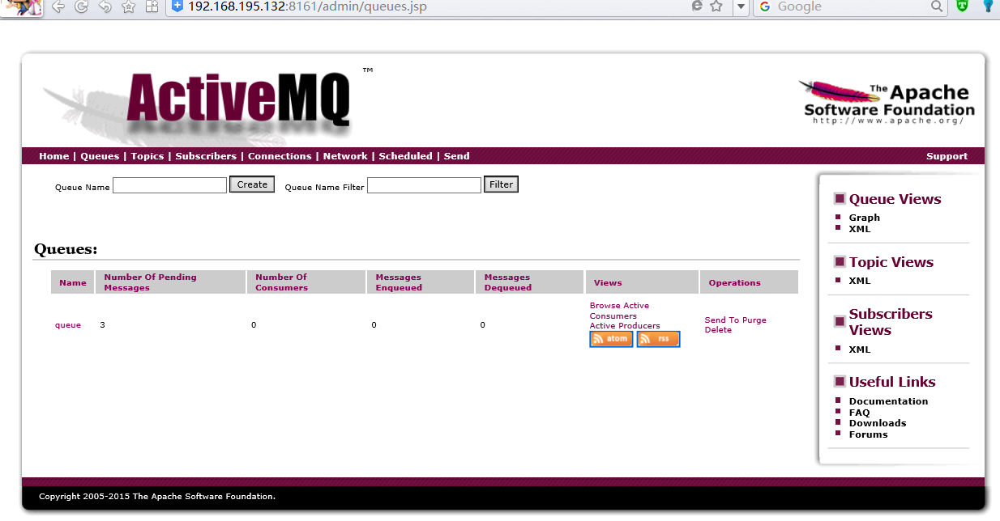 192.168.195.132:8161/admin/queues.jsp
Google
ActiveMQ ™
The Apache
Software Foundation
http://www.apache.org/
Home | Queues | Topics | Subscribers | Connections | Network | Scheduled | Send
Support
Queue Name Create Queue Name Filter Filter
Queues:
Name Number Of Pending Messages Number Of Consumers Messages Enqueued Messages Dequeued Views Operations
queue 3 0 0 0
Browse Active
Consumers
Active Producers
atom rss
Send To Purge
Delete
Queue Views
Graph
XML
Topic Views
XML
Subscribers
Views
XML
Useful Links
Documentation
FAQ
Downloads
Forums
Copyright 2005-2015 The Apache Software Foundation.